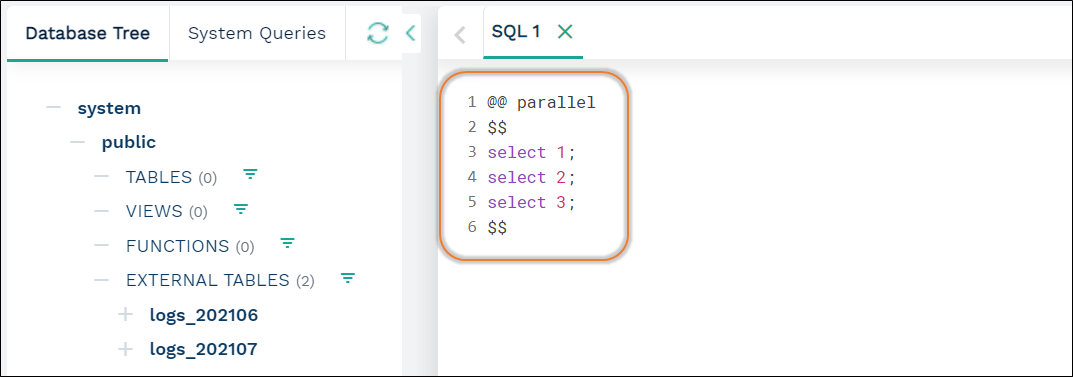 Database Tree
System Queries
system
public
TABLES (0)
VIEWS (0)
FUNCTIONS (0)
EXTERNAL TABLES (2)
logs_202106
logs_202107
SQL 1
1 @@ parallel
2 $$
3 select 1;
4 select 2;
5 select 3;
6 $$